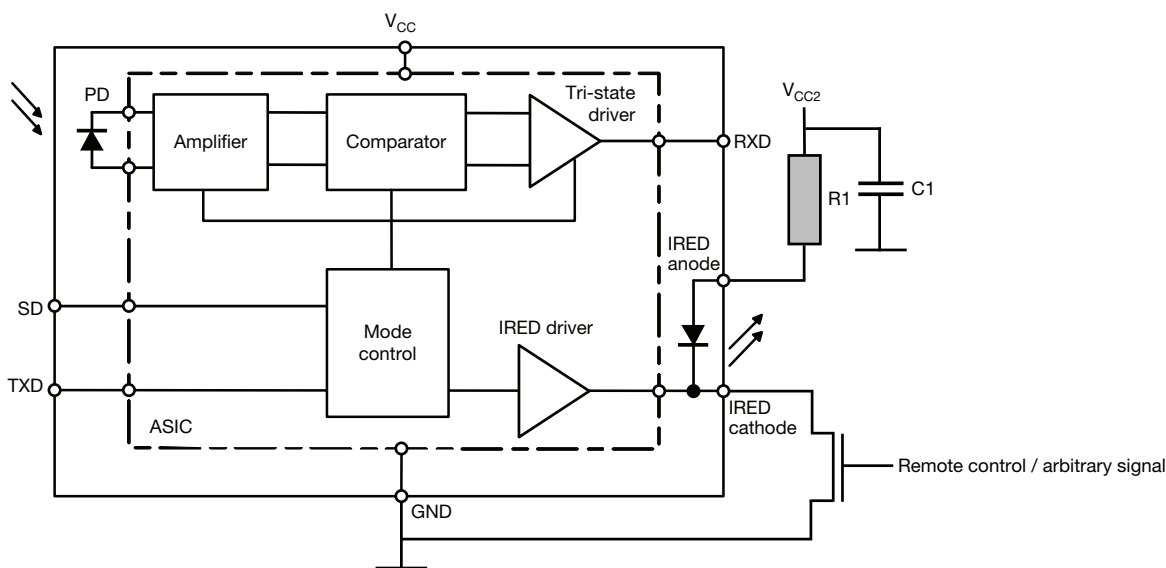 VCC
PD
Amplifier
Comparator
Tri-state
driver
RXD
VCC2
R1
C1
IRED
anode
SD
Mode
control
IRED driver
TXD
ASIC
IRED
cathode
Remote control / arbitrary signal
GND